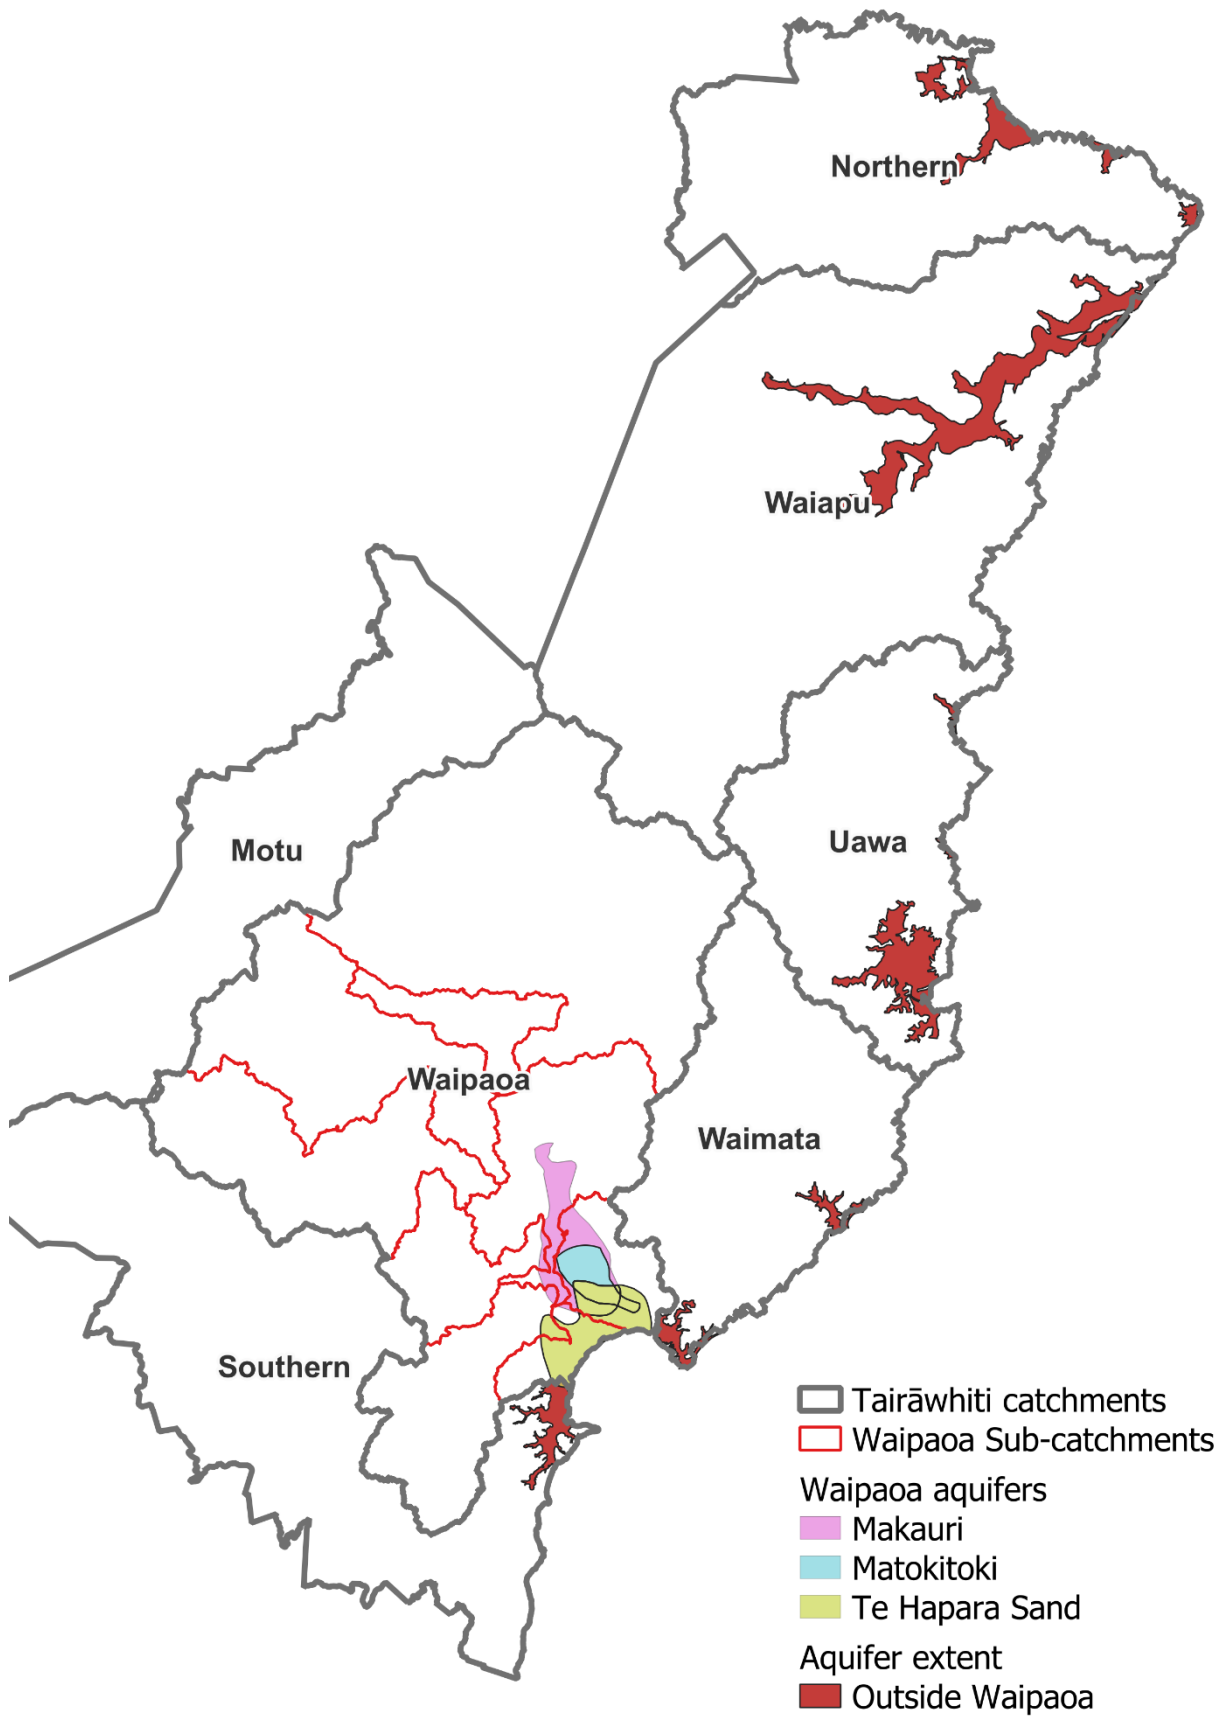 Northern
Waiapu
Motu
Uawa
Waipaoa
Waimata
Southern
Tairāwhiti catchments
Waipaoa Sub-catchments
Waipaoa aquifers
Makauri
Matokitoki
Te Hapara Sand
Aquifer extent
Outside Waipaoa